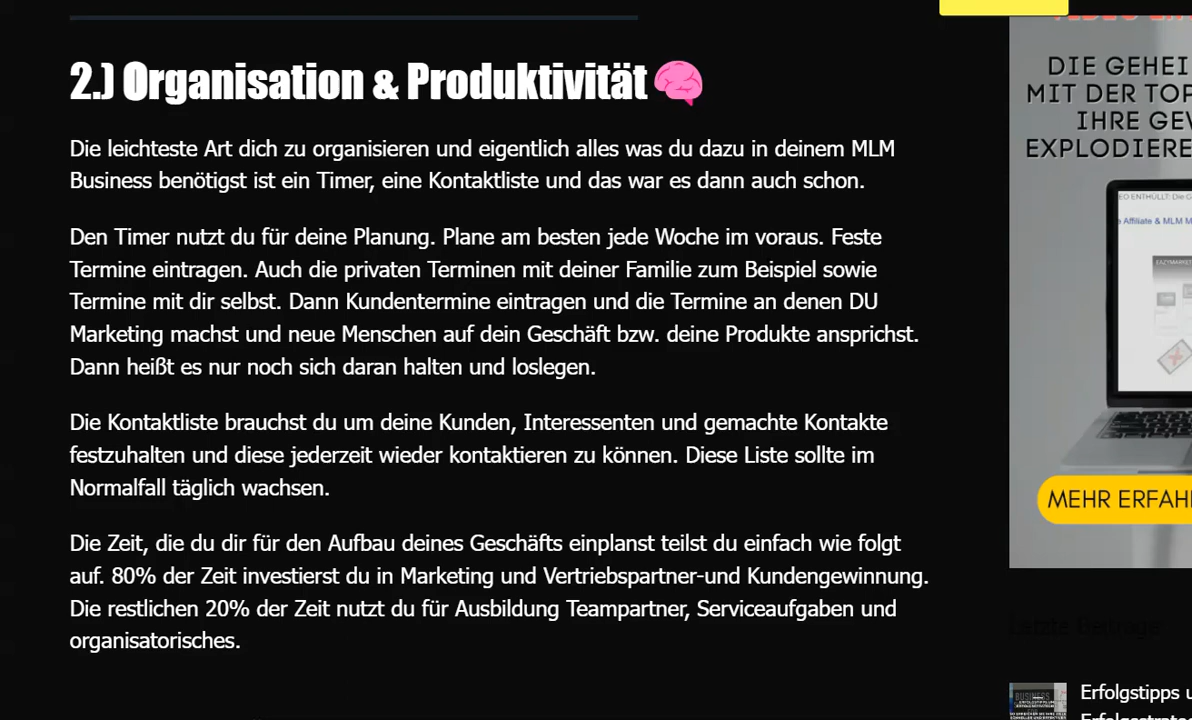 2.) Organisation & Produktivität
Die leichteste Art dich zu organisieren und eigentlich alles was du dazu in deinem MLM
Business benötigst ist ein Timer, eine Kontaktliste und das war es dann auch schon.
Den Timer nutzt du für deine Planung. Plane am besten jede Woche im voraus. Feste
Termine eintragen. Auch die privaten Terminen mit deiner Familie zum Beispiel sowie
Termine mit dir selbst. Dann Kundentermine eintragen und die Termine an denen DU
Marketing machst und neue Menschen auf dein Geschäft bzw. deine Produkte ansprichst.
Dann heißt es nur noch sich daran halten und loslegen.
Die Kontaktliste brauchst du um deine Kunden, Interessenten und gemachte Kontakte
festzuhalten und diese jederzeit wieder kontaktieren zu können. Diese Liste sollte im
Normalfall täglich wachsen.
Die Zeit, die du dir für den Aufbau deines Geschäfts einplanst teilst du einfach wie folgt
auf. 80% der Zeit investierst du in Marketing und Vertriebspartner-und Kundengewinnung.
Die restlichen 20% der Zeit nutzt du für Ausbildung Teampartner, Serviceaufgaben und
organisatorisches.
DIE GEHEI
MIT DER TOP
IHRE GEW
EXPLODIERE
Affiliate & MLM M
MEHR ERFAH
Letzte Beiträge
Erfolgstipps u